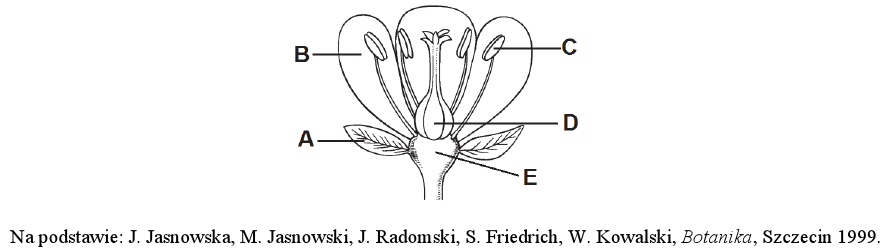 B
C
D
A
E
Na podstawie: J. Jasnowska, M. Jasnowski, J. Radomski, S. Friedrich, W. Kowalski, Botanika, Szczecin 1999.